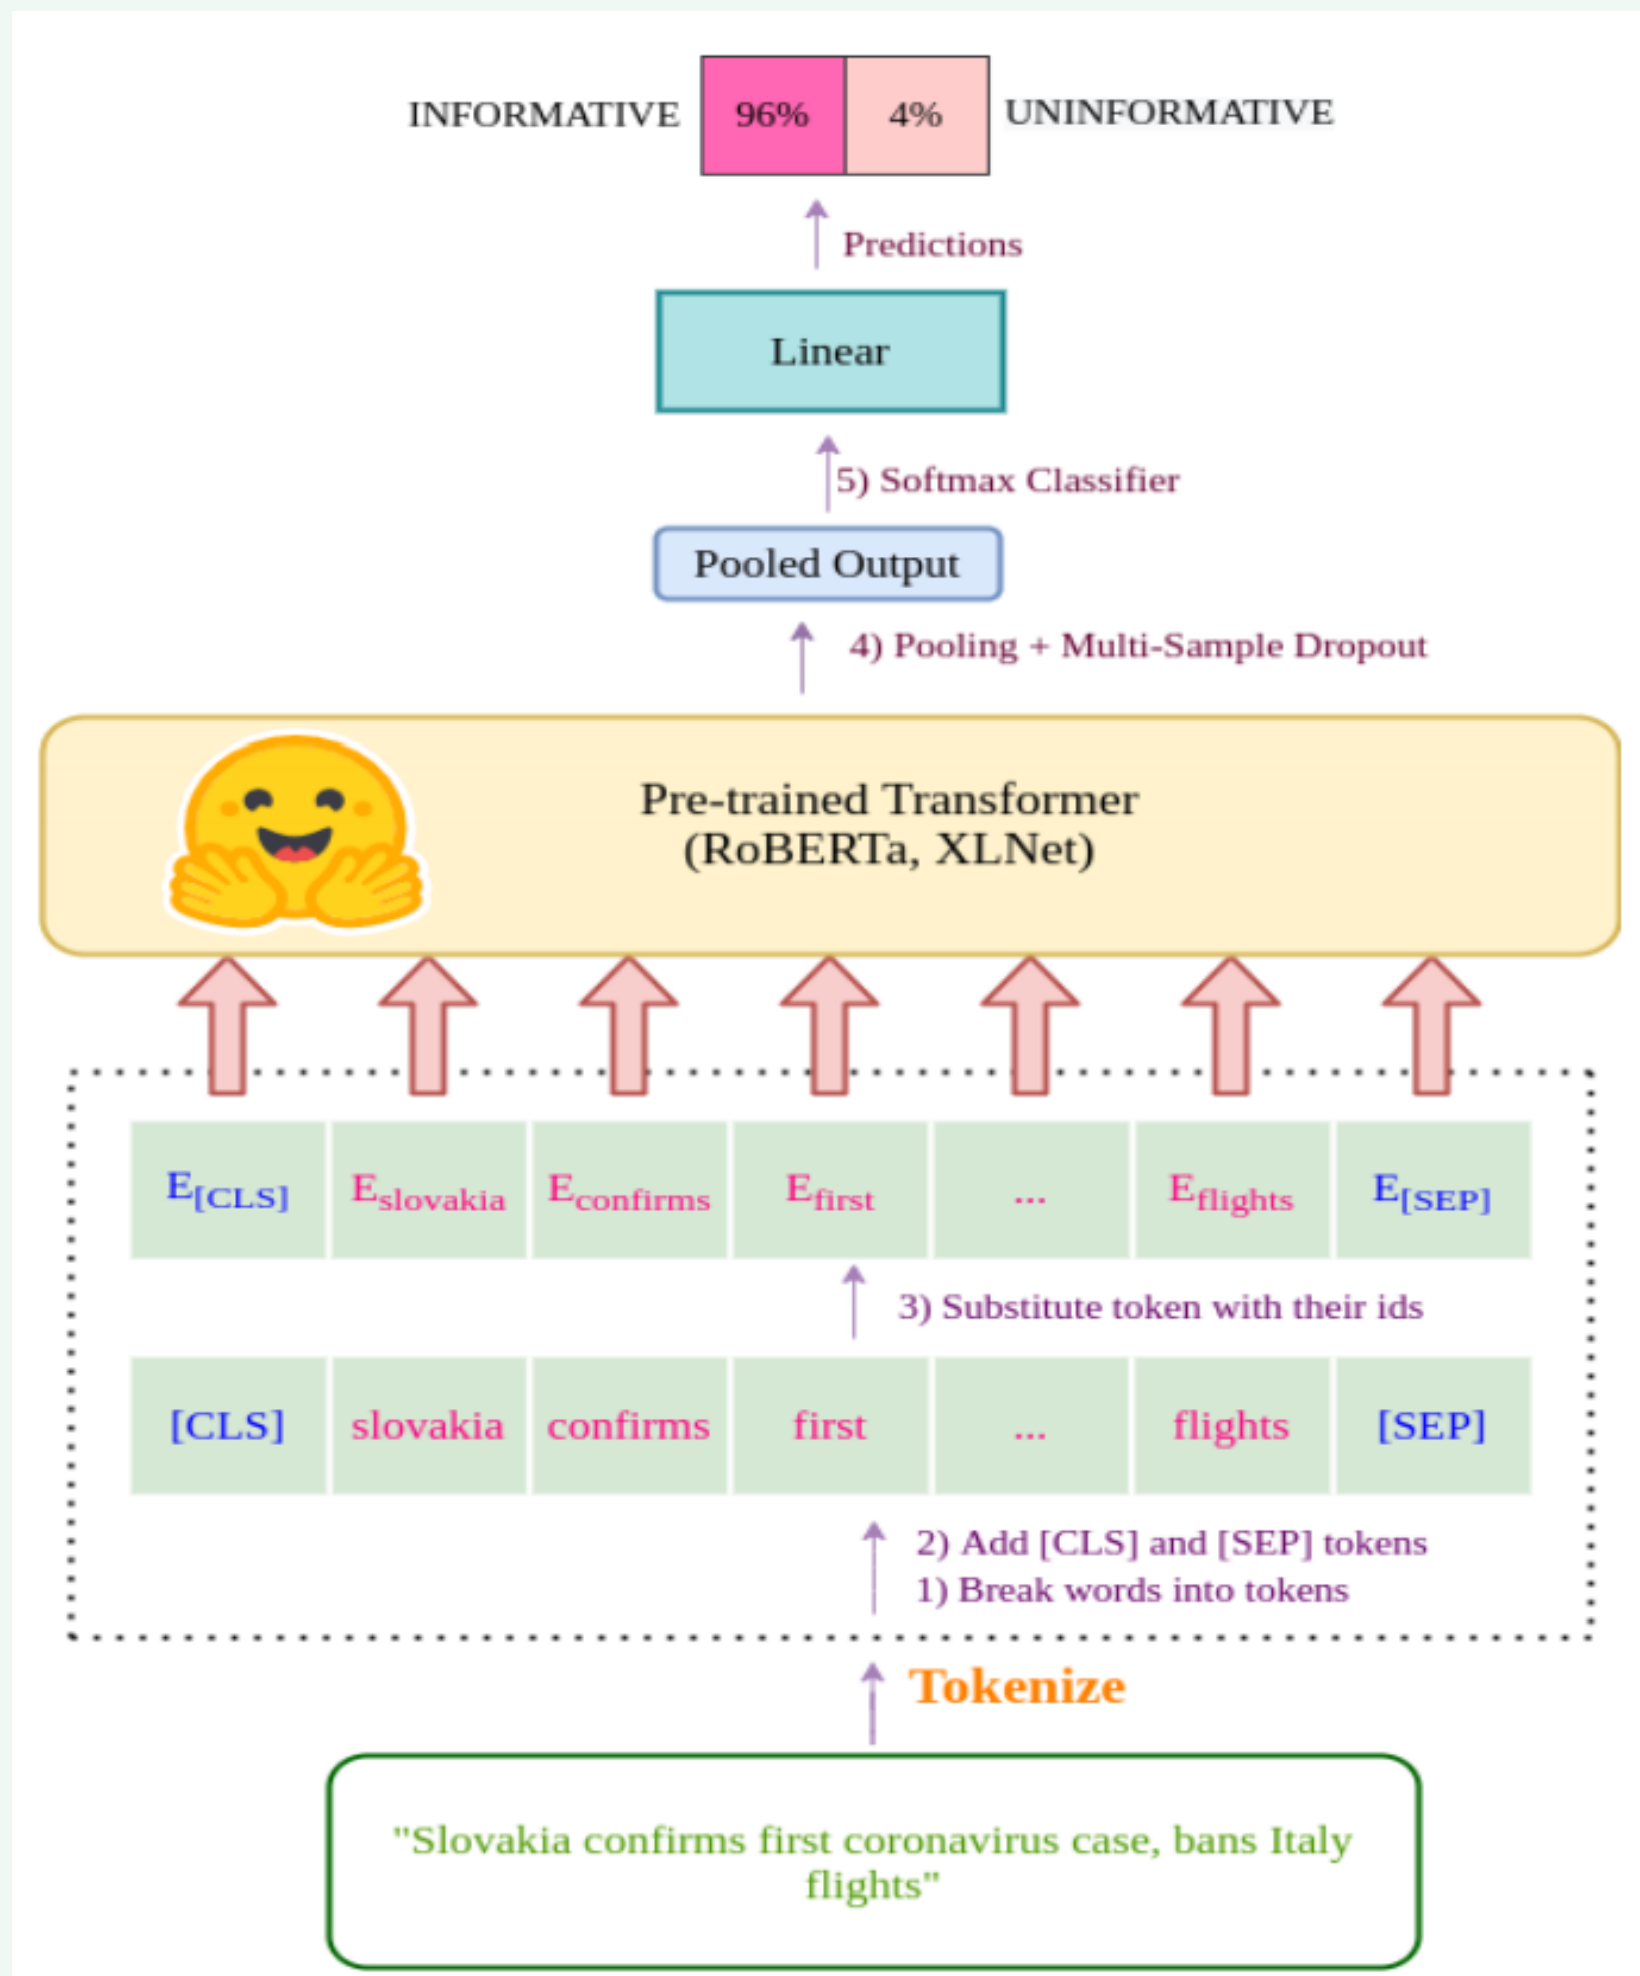 INFORMATIVE 96% 4% UNINFORMATIVE
Predictions
Linear
5) Softmax Classifier
Pooled Output
4) Pooling + Multi-Sample Dropout
Pre-trained Transformer
(RoBERTa, XLNet)
E[CLS] Eslovakia Econfirms Efirst ... Eflights E[SEP]
3) Substitute token with their ids
[CLS] slovakia confirms first ... flights [SEP]
2) Add [CLS] and [SEP] tokens
1) Break words into tokens
Tokenize
"Slovakia confirms first coronavirus case, bans Italy
flights"